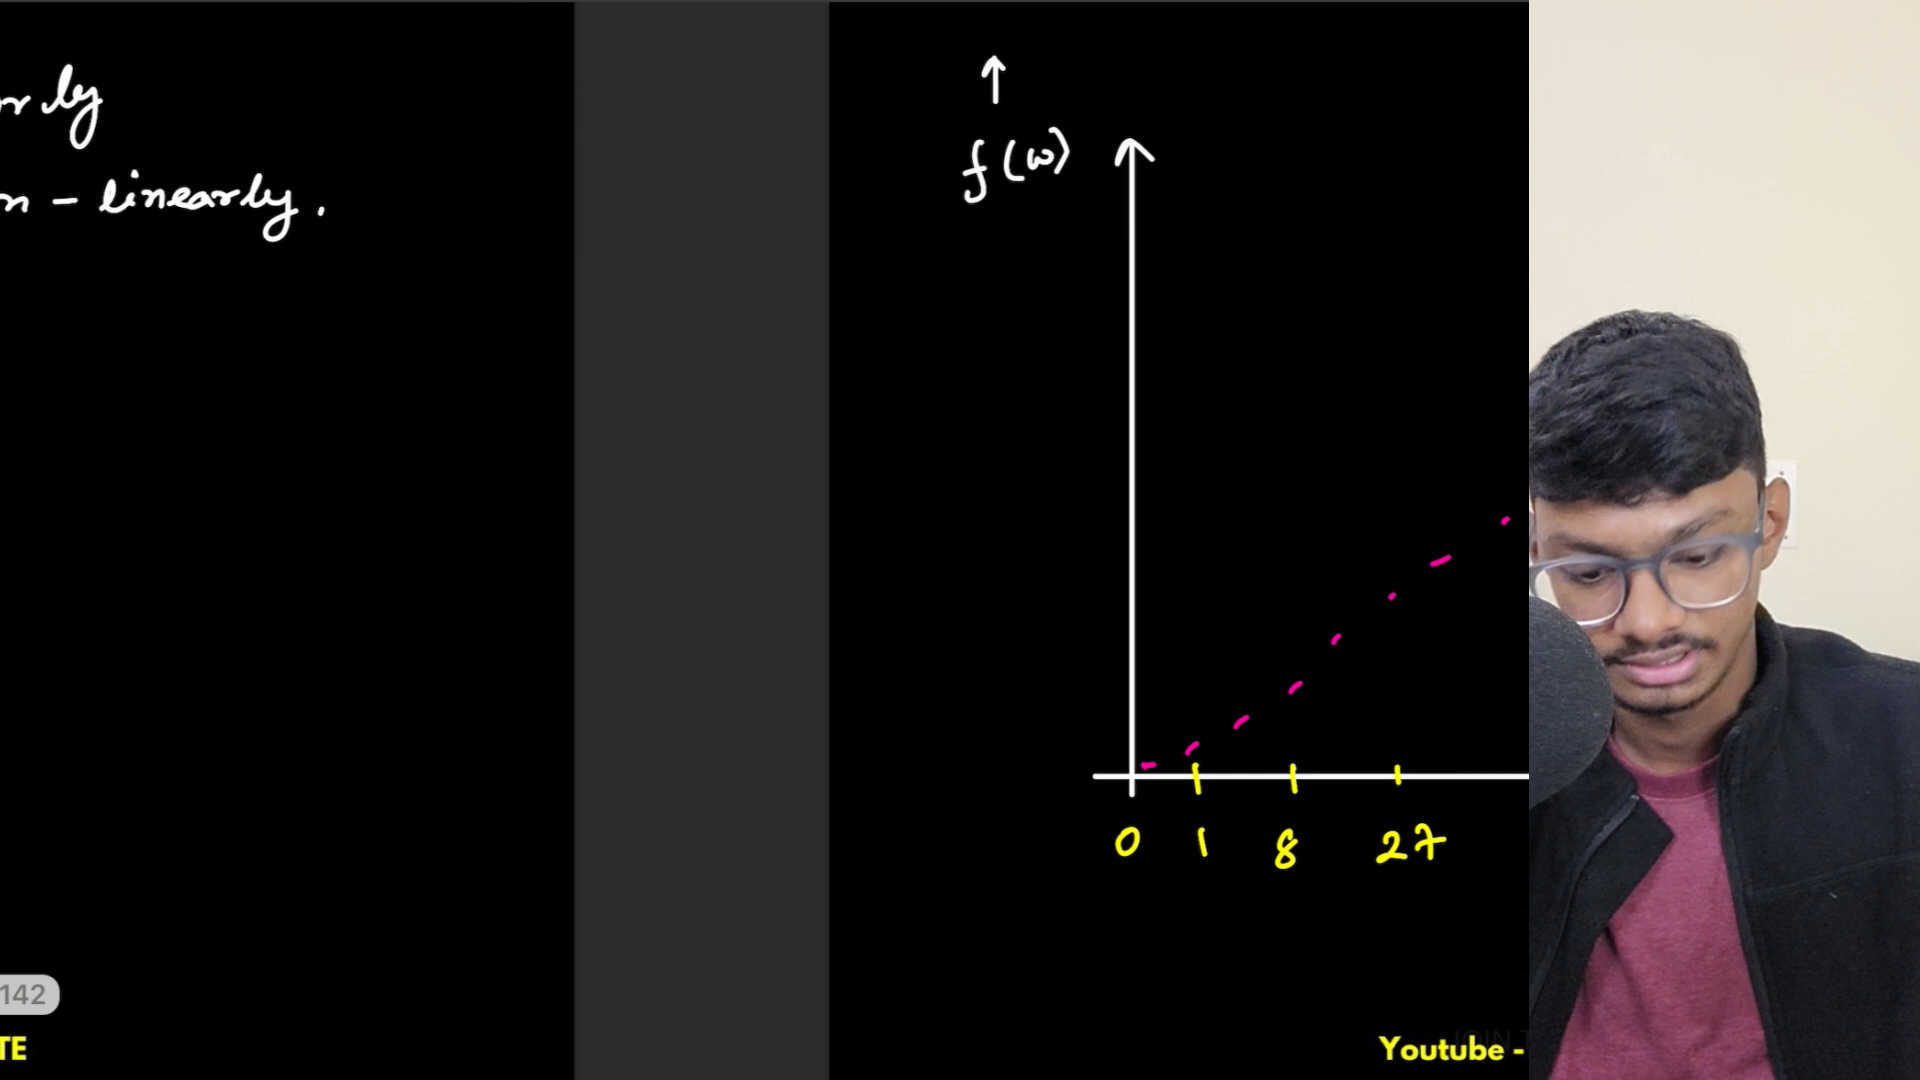 rly
n - linearly.
142
TE
↑
f(w)
0 1 8 27
Youtube -